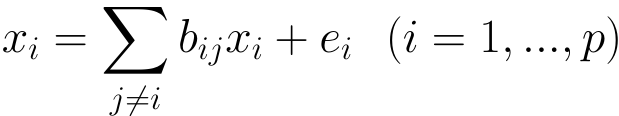 x_i = \sum_{j \neq i} b_{ij} x_i + e_i \quad (i = 1, ..., p)